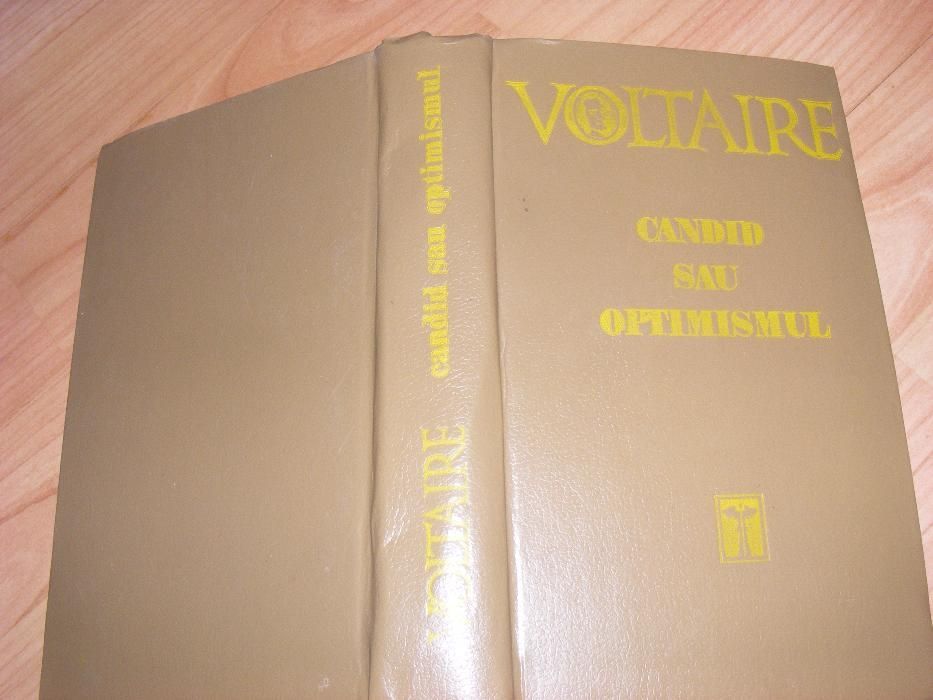 VOLTAIRE candid sau optimismul
VOLTAIRE
CANDID
SAU
OPTIMISMUL